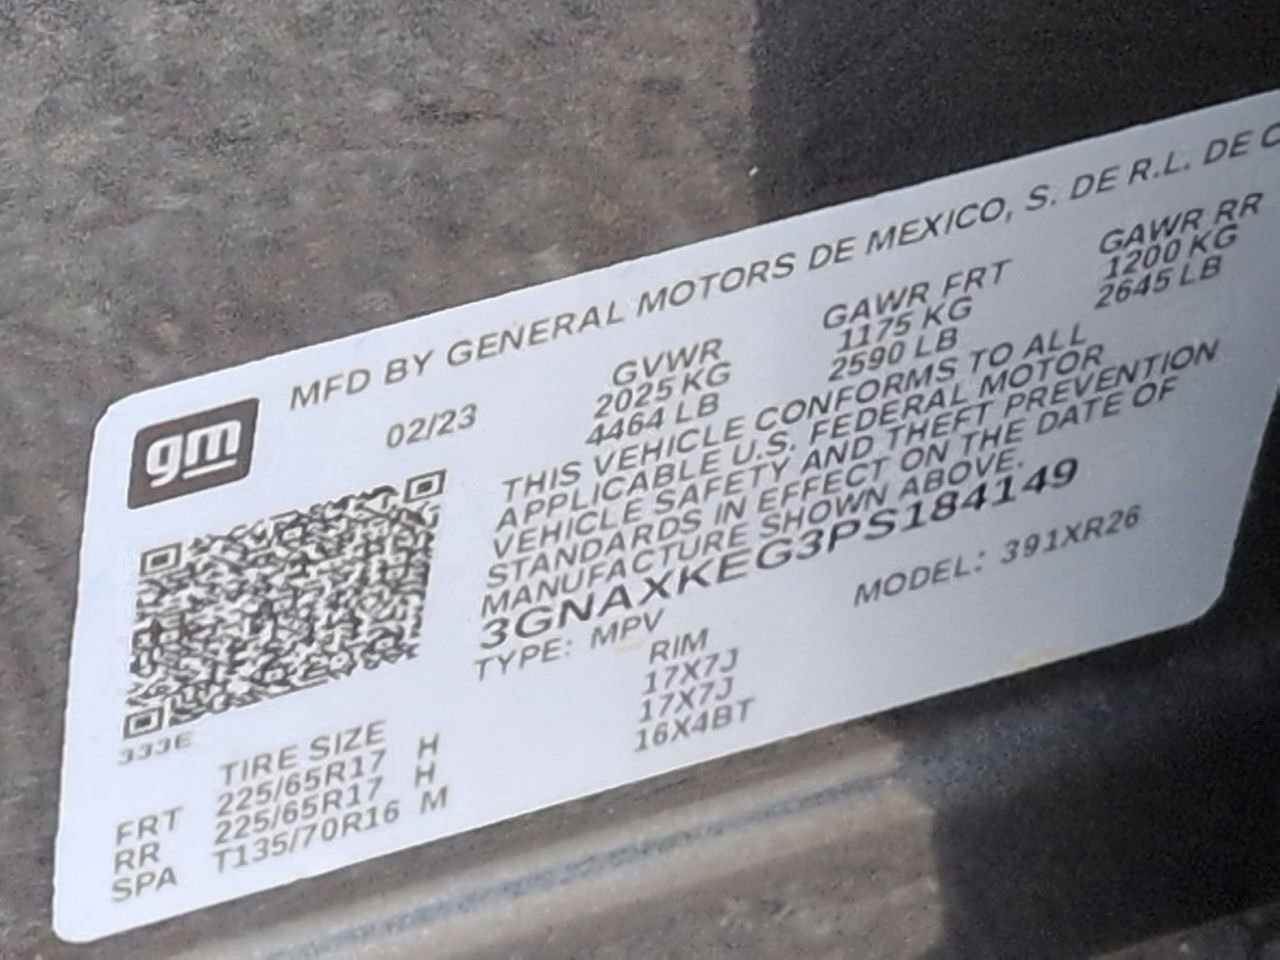 MFD BY GENERAL MOTORS DE MEXICO, S. DE R.L. DE C
gm
02/23
GVWR GAWR FRT GAWR RR
2025 KG 1175 KG 1200 KG
4464 LB 2590 LB 2645 LB
THIS VEHICLE CONFORMS TO ALL
APPLICABLE U.S. FEDERAL MOTOR
VEHICLE SAFETY AND THEFT PREVENTION
STANDARDS IN EFFECT ON THE DATE OF
MANUFACTURE SHOWN ABOVE.
3GNAXKEG3PS184149
TYPE: MPV MODEL: 391XR26
333E
TIRE SIZE RIM
FRT 225/65R17 H 17X7J
RR 225/65R17 H 17X7J
SPA T135/70R16 M 16X4BT